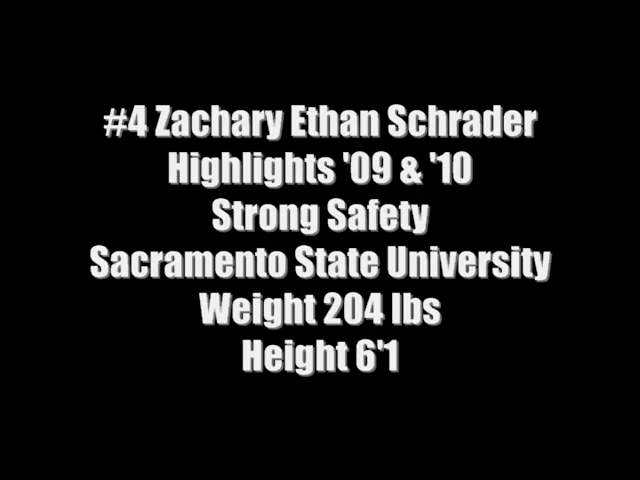 #4 Zachary Ethan Schrader
Highlights '09 & '10
Strong Safety
Sacramento State University
Weight 204 lbs
Height 6'1